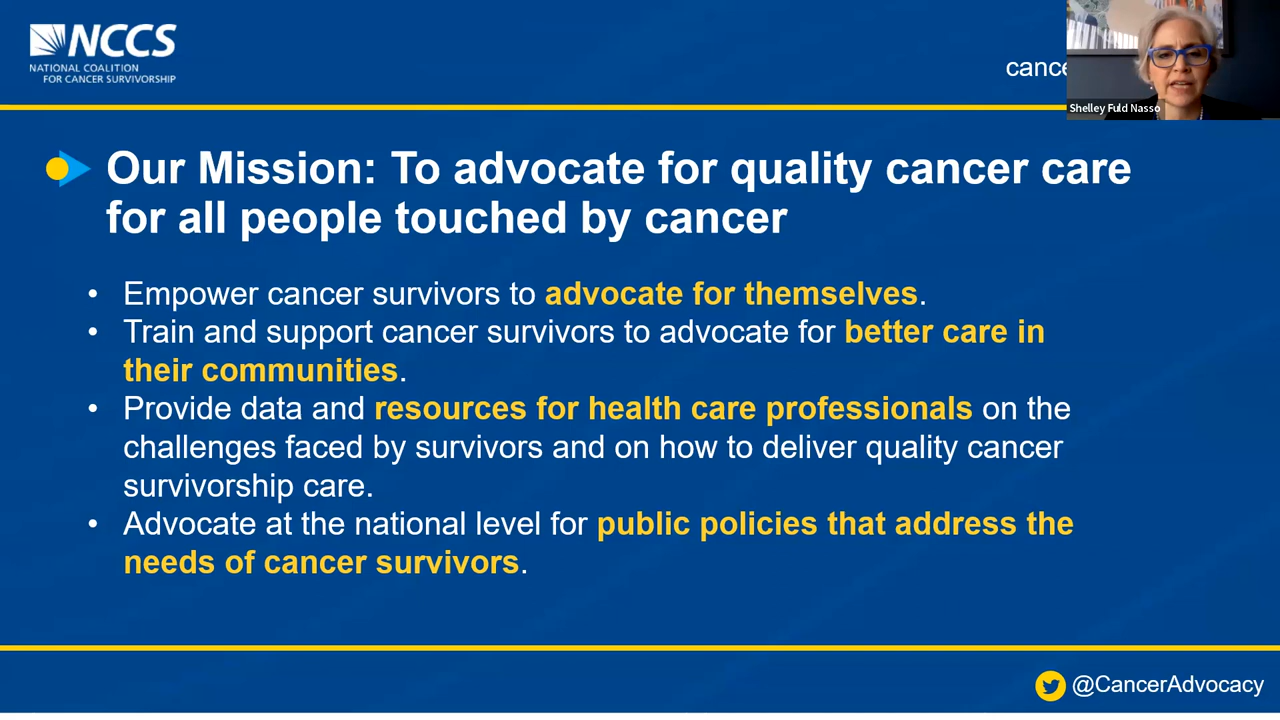 NCCS
NATIONAL COALITION
FOR CANCER SURVIVORSHIP
Shelley Fuld Nasso
Our Mission: To advocate for quality cancer care
for all people touched by cancer
• Empower cancer survivors to advocate for themselves.
• Train and support cancer survivors to advocate for better care in
their communities.
• Provide data and resources for health care professionals on the
challenges faced by survivors and on how to deliver quality cancer
survivorship care.
• Advocate at the national level for public policies that address the
needs of cancer survivors.
@CancerAdvocacy